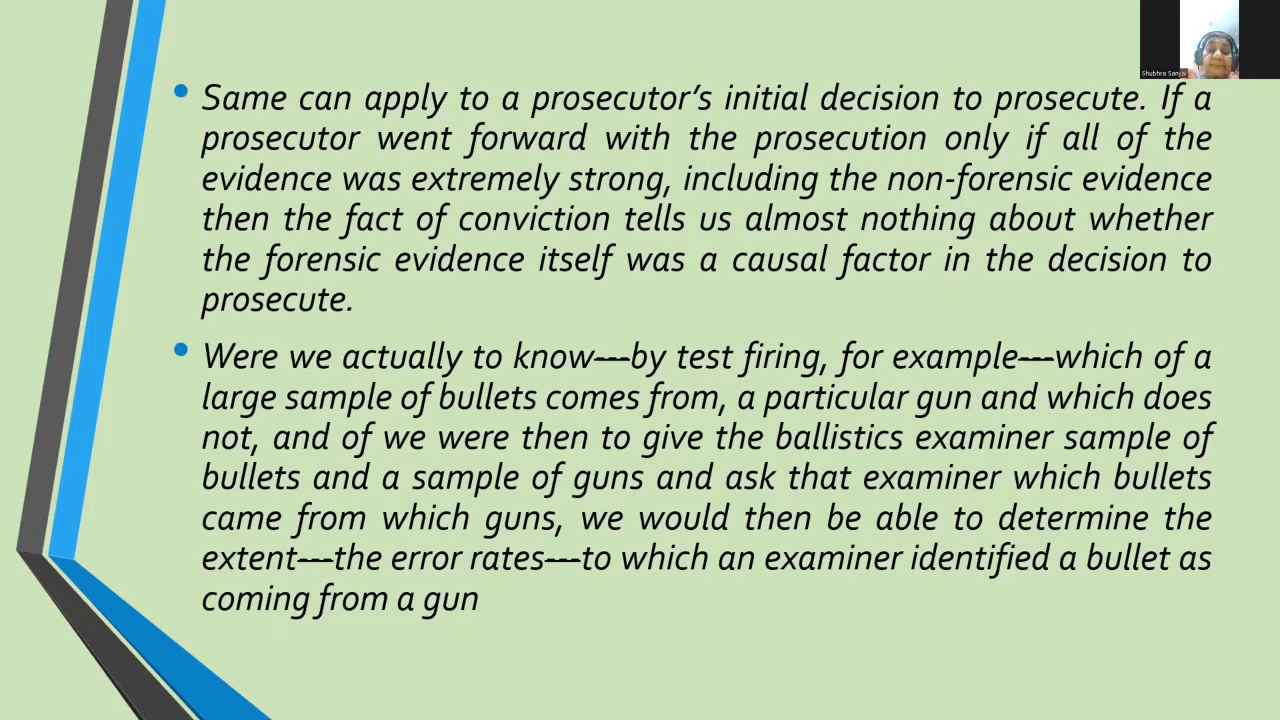 Shubhra Sanyal
• Same can apply to a prosecutor's initial decision to prosecute. If a
prosecutor went forward with the prosecution only if all of the
evidence was extremely strong, including the non-forensic evidence
then the fact of conviction tells us almost nothing about whether
the forensic evidence itself was a causal factor in the decision to
prosecute.
• Were we actually to know---by test firing, for example---which of a
large sample of bullets comes from, a particular gun and which does
not, and of we were then to give the ballistics examiner sample of
bullets and a sample of guns and ask that examiner which bullets
came from which guns, we would then be able to determine the
extent---the error rates---to which an examiner identified a bullet as
coming from a gun